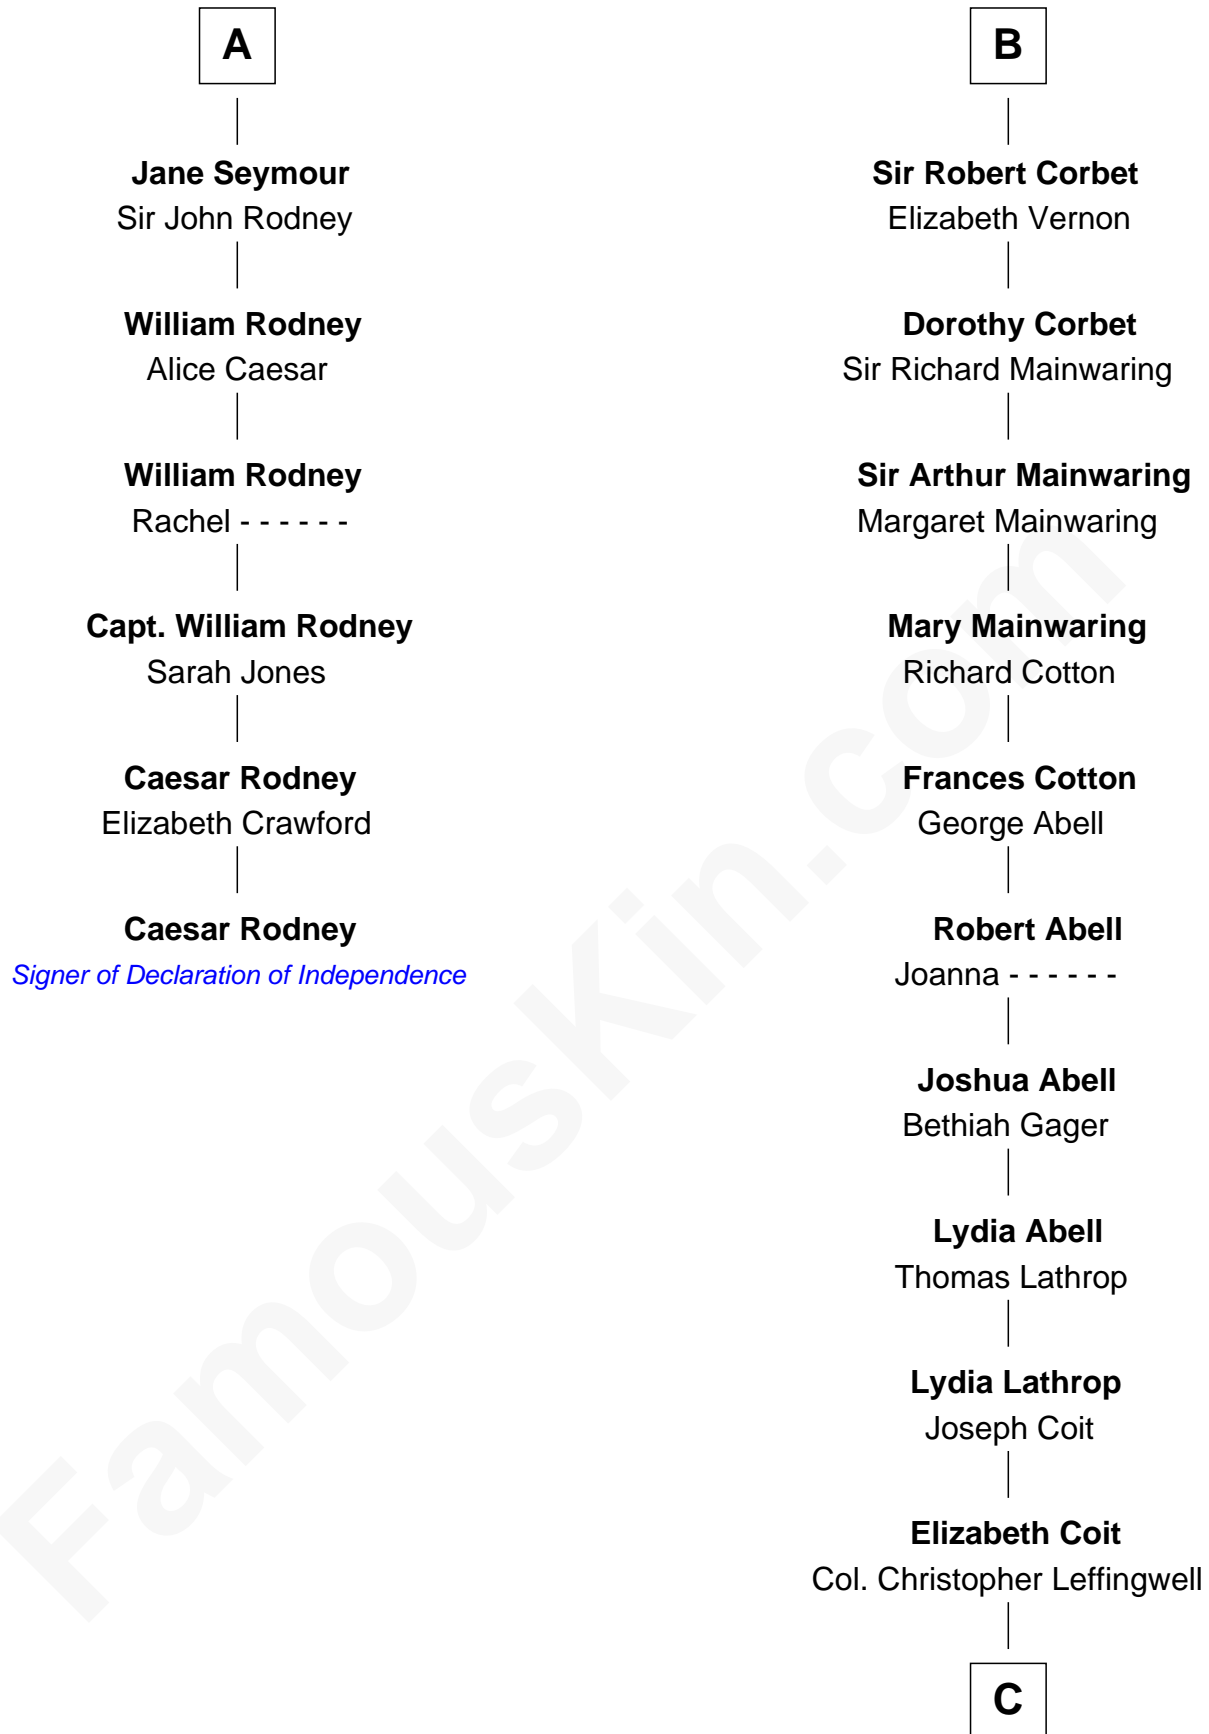 A
Jane Seymour
Sir John Rodney
William Rodney
Alice Caesar
William Rodney
Rachel - - - - - -
Capt. William Rodney
Sarah Jones
Caesar Rodney
Elizabeth Crawford
Caesar Rodney
Signer of Declaration of Independence
B
Sir Robert Corbet
Elizabeth Vernon
Dorothy Corbet
Sir Richard Mainwaring
Sir Arthur Mainwaring
Margaret Mainwaring
Mary Mainwaring
Richard Cotton
Frances Cotton
George Abell
Robert Abell
Joanna - - - - - -
Joshua Abell
Bethiah Gager
Lydia Abell
Thomas Lathrop
Lydia Lathrop
Joseph Coit
Elizabeth Coit
Col. Christopher Leffingwell
C
FamousKin.com